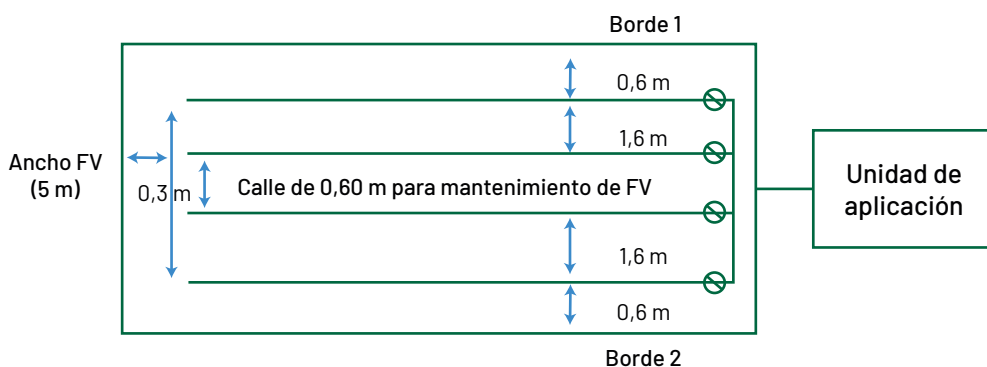 Borde 1
0,6 m
1,6 m
Ancho FV
(5 m)
0,3 m
Calle de 0,60 m para mantenimiento de FV
Unidad de
aplicación
1,6 m
0,6 m
Borde 2